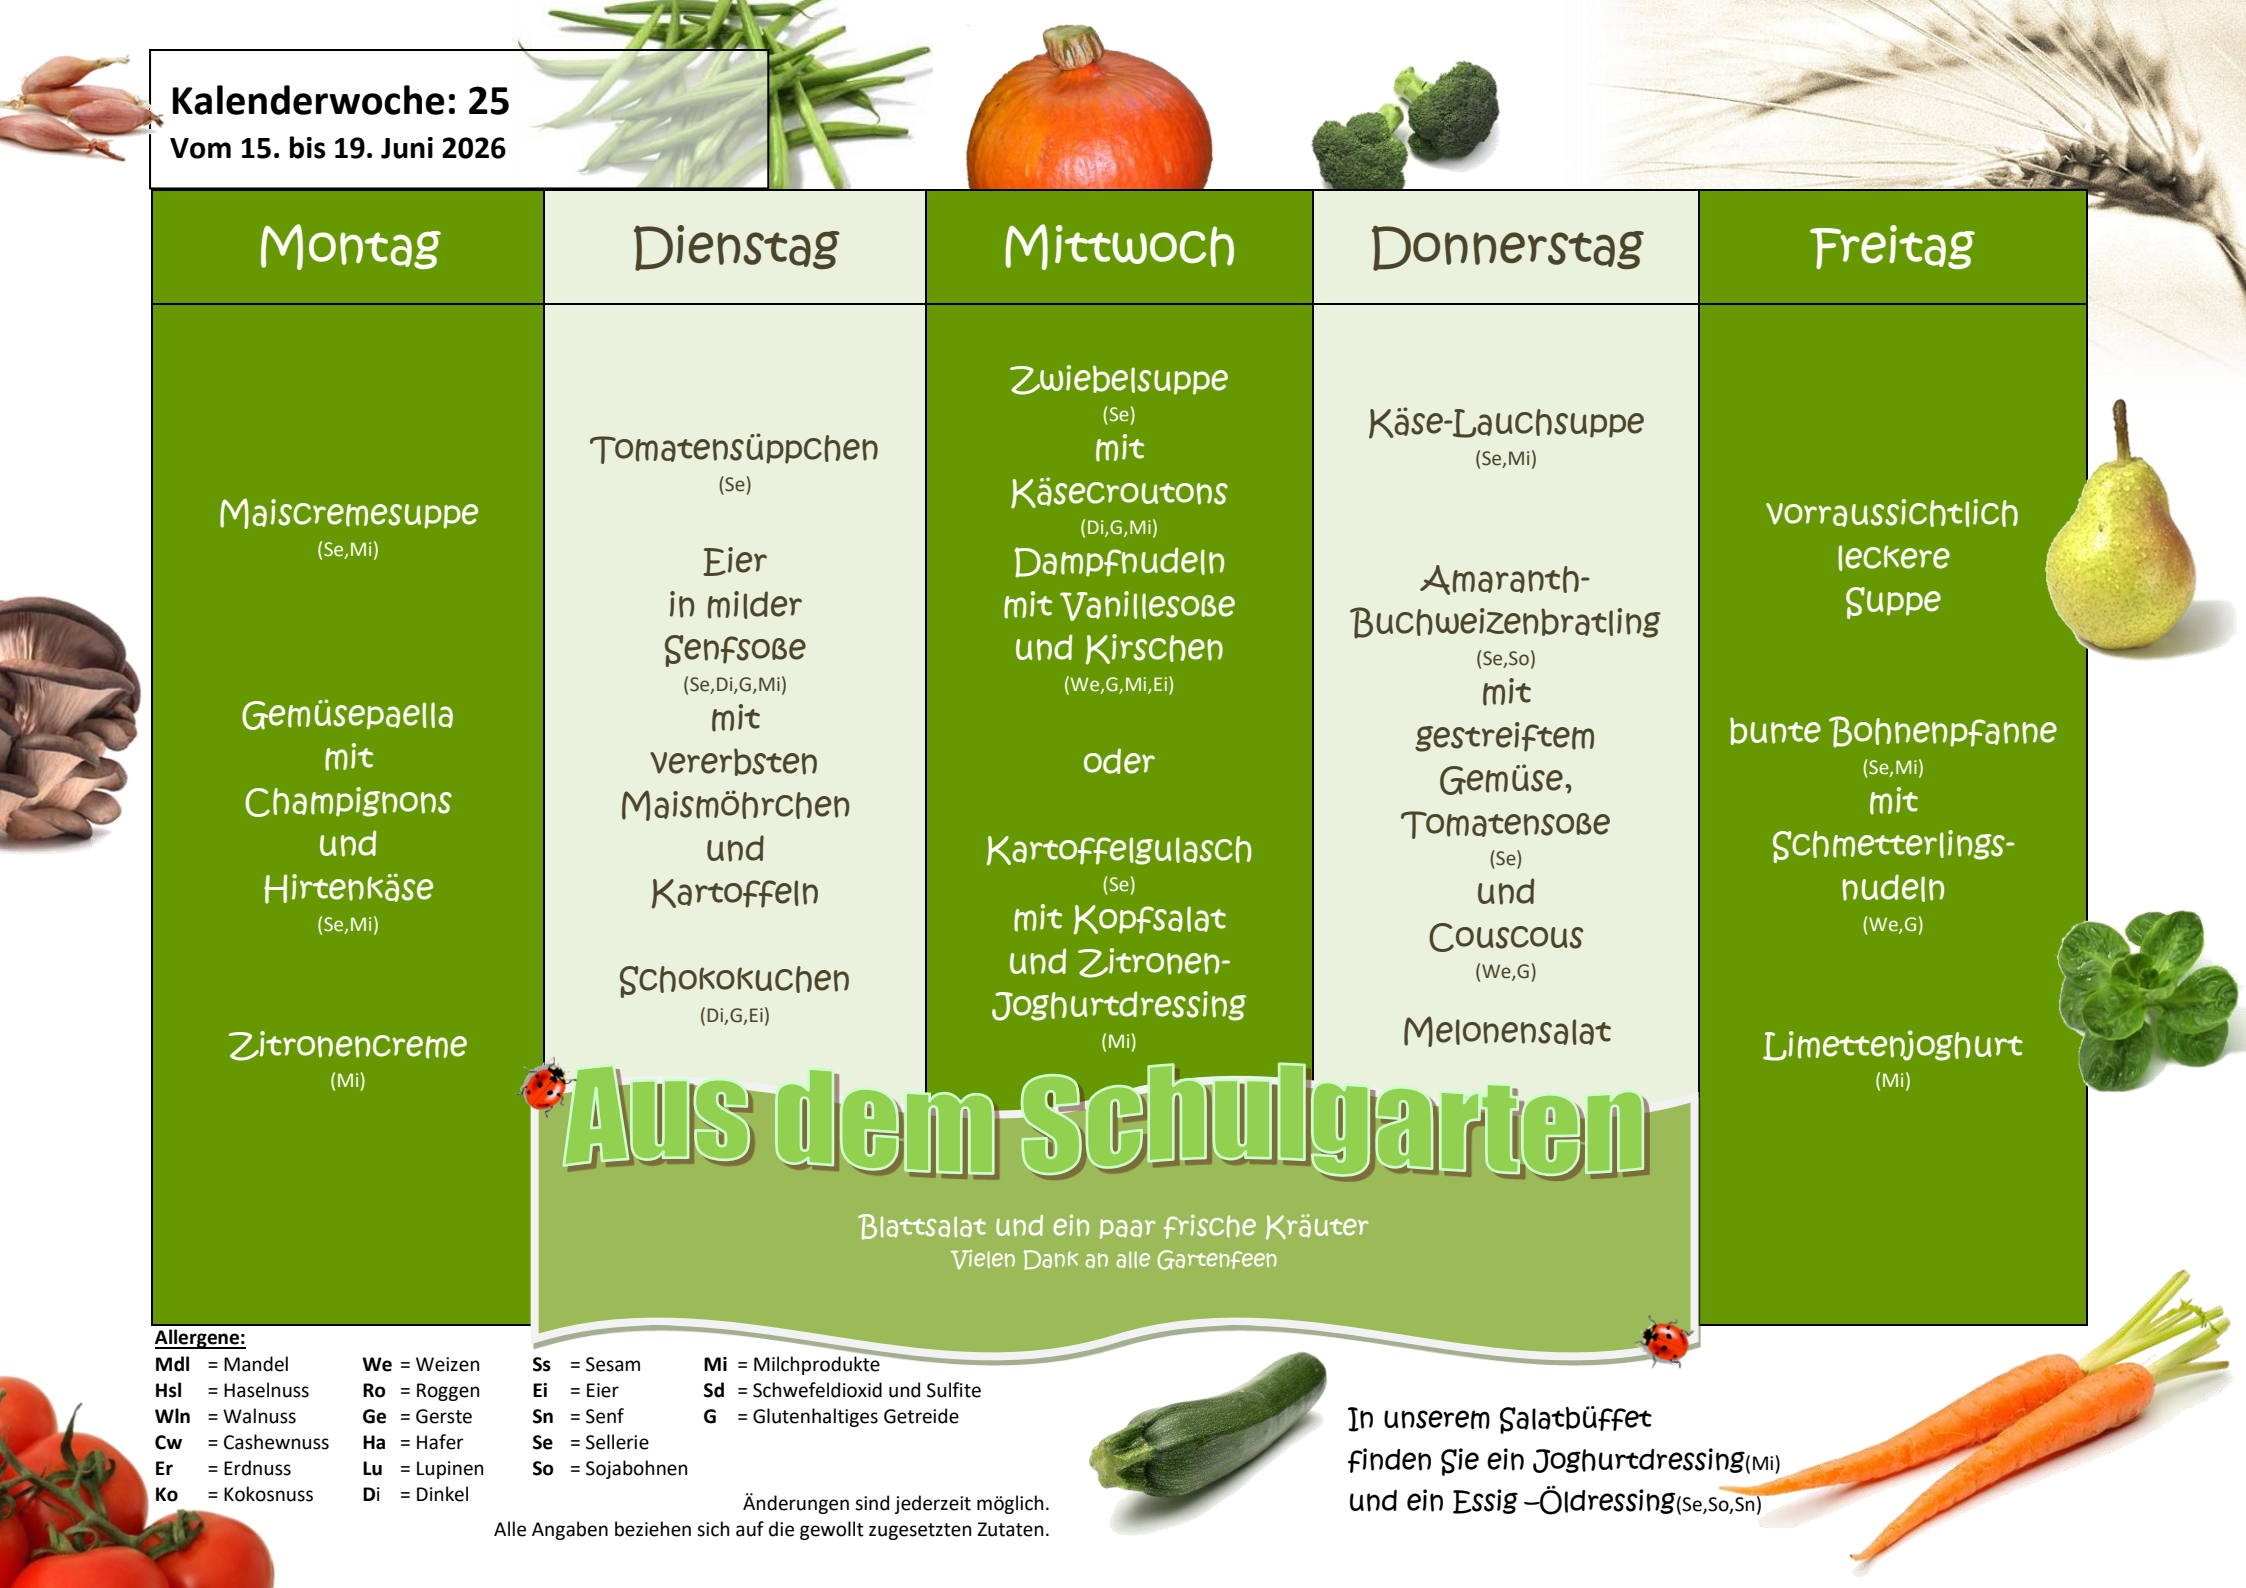 Kalenderwoche: 25
Vom 15. bis 19. Juni 2026
Montag
Maiscremesuppe
(Se,Mi)
Gemüsepaella
mit
Champignons
und
Hirtenkäse
(Se,Mi)
Zitronencreme
(Mi)
Dienstag
Tomatensüppchen
(Se)
Eier
in milder
Senfsoße
(Se,Di,G,Mi)
mit
vererbsten
Maismöhrchen
und
Kartoffeln
Schokokuchen
(Di,G,Ei)
Mittwoch
Zwiebelsuppe
(Se)
mit
Käsecroutons
(Di,G,Mi)
Dampfnudeln
mit Vanillesoße
und Kirschen
(We,G,Mi,Ei)
oder
Kartoffelgulasch
(Se)
mit Kopfsalat
und Zitronen-
Joghurtdressing
(Mi)
Donnerstag
Käse-Lauchsuppe
(Se,Mi)
Amaranth-
Buchweizenbratling
(Se,So)
mit
gestreiftem
Gemüse,
Tomatensoße
(Se)
und
Couscous
(We,G)
Melonensalat
Freitag
vorraussichtlich
leckere
Suppe
bunte Bohnenpfanne
(Se,Mi)
mit
Schmetterlings-
nudeln
(We,G)
Limettenjoghurt
(Mi)
Aus dem Schulgarten
Blattsalat und ein paar frische Kräuter
Vielen Dank an alle Gartenfeen
Allergene:
Mdl = Mandel We = Weizen Ss = Sesam Mi = Milchprodukte
Hsl = Haselnuss Ro = Roggen Ei = Eier Sd = Schwefeldioxid und Sulfite
Wln = Walnuss Ge = Gerste Sn = Senf G = Glutenhaltiges Getreide
Cw = Cashewnuss Ha = Hafer Se = Sellerie
Er = Erdnuss Lu = Lupinen So = Sojabohnen
Ko = Kokosnuss Di = Dinkel
Änderungen sind jederzeit möglich.
Alle Angaben beziehen sich auf die gewollt zugesetzten Zutaten.
In unserem Salatbüffet
finden Sie ein Joghurtdressing(Mi)
und ein Essig –Öldressing(Se,So,Sn)